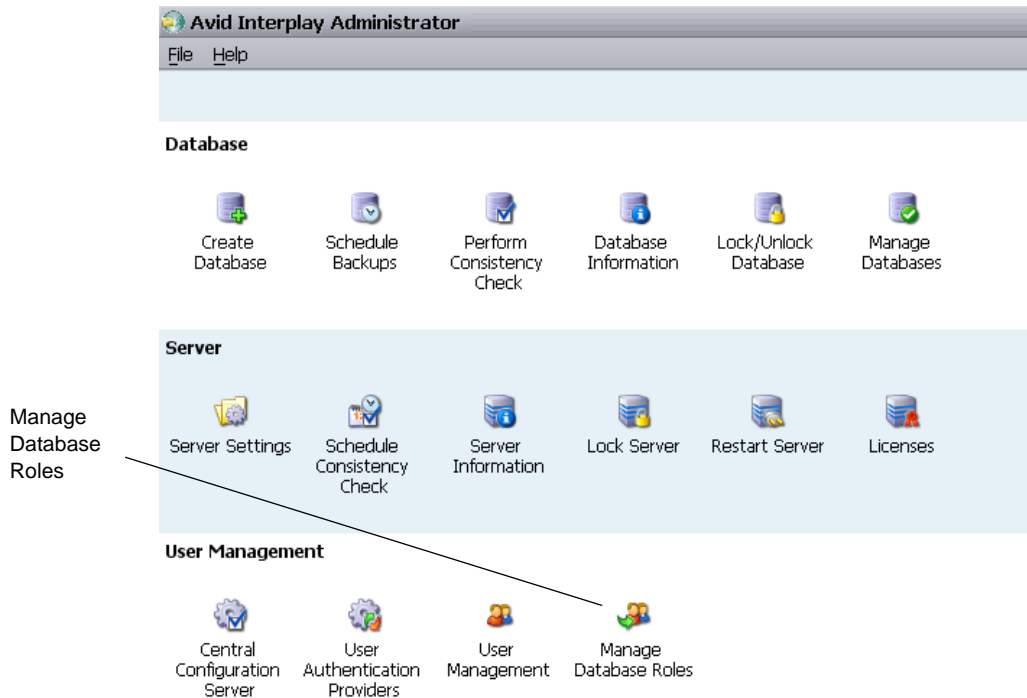 Avid Interplay Administrator
File Help
Database
Create
Database
Schedule
Backups
Perform
Consistency
Check
Database
Information
Lock/Unlock
Database
Manage
Databases
Server
Server Settings
Schedule
Consistency
Check
Server
Information
Lock Server
Restart Server
Licenses
Manage
Database
Roles
User Management
Central
Configuration
Server
User
Authentication
Providers
User
Management
Manage
Database Roles